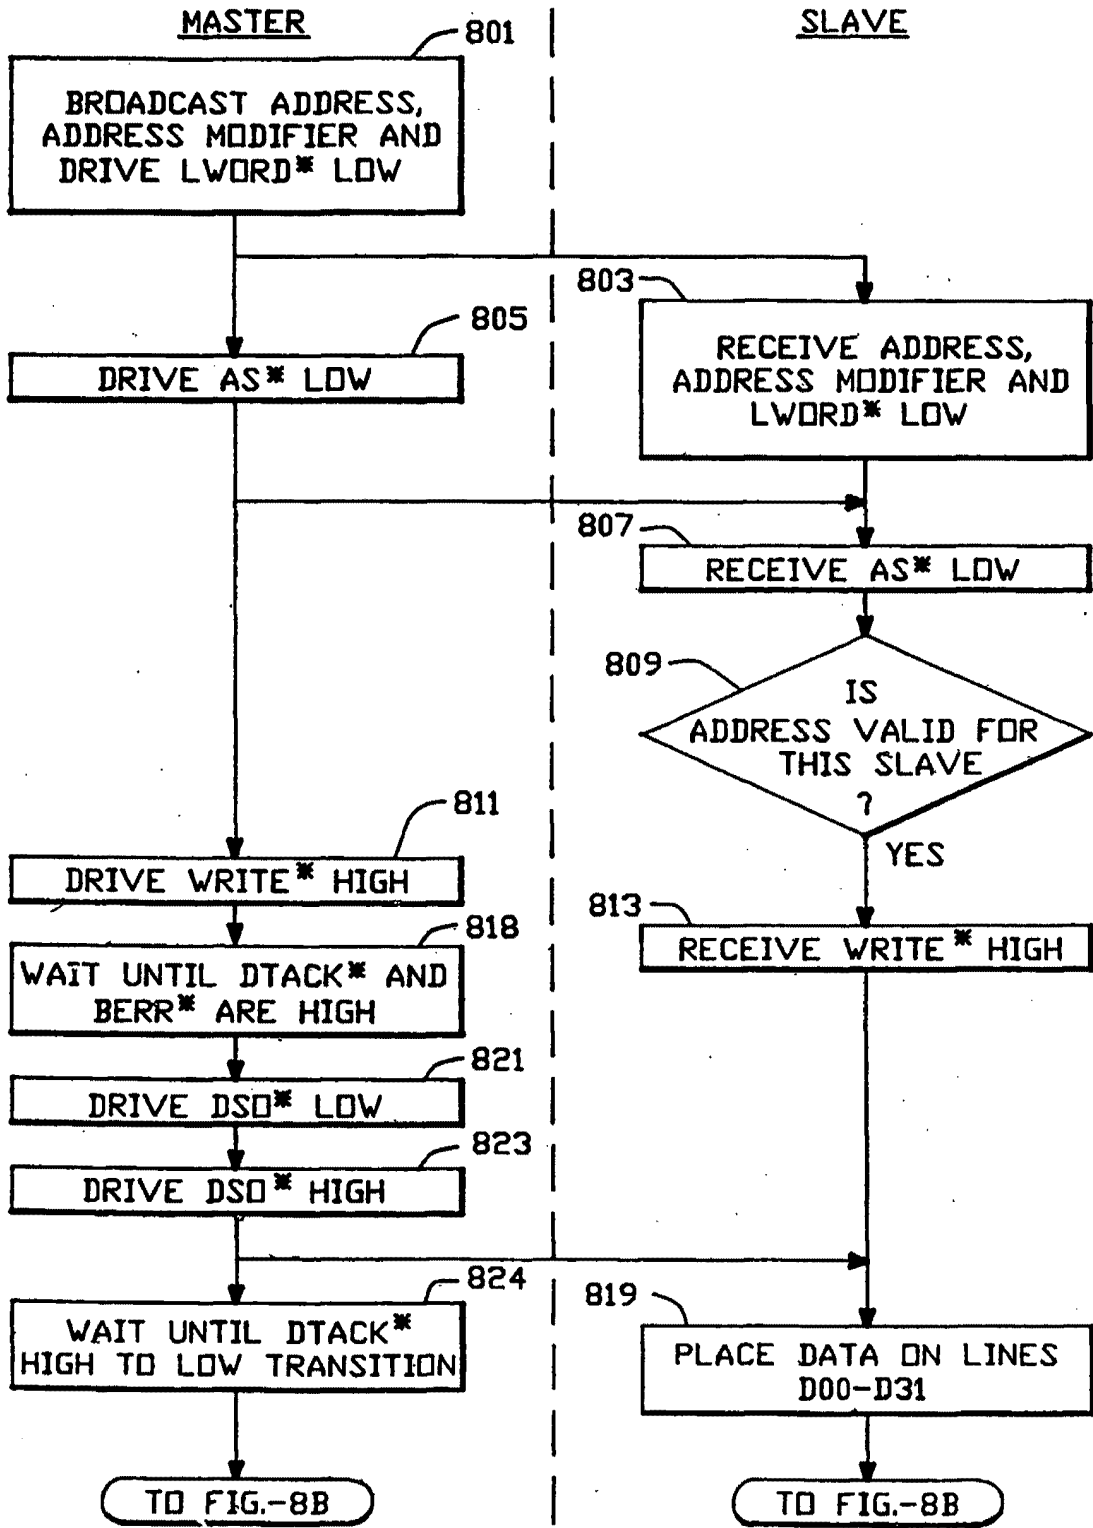 MASTER
SLAVE
801
BROADCAST ADDRESS,
ADDRESS MODIFIER AND
DRIVE LWORD* LOW
803
RECEIVE ADDRESS,
ADDRESS MODIFIER AND
LWORD* LOW
805
DRIVE AS* LOW
807
RECEIVE AS* LOW
809
IS
ADDRESS VALID FOR
THIS SLAVE
?
YES
811
DRIVE WRITE* HIGH
813
RECEIVE WRITE* HIGH
818
WAIT UNTIL DTACK* AND
BERR* ARE HIGH
821
DRIVE DS0* LOW
823
DRIVE DS0* HIGH
824
WAIT UNTIL DTACK*
HIGH TO LOW TRANSITION
819
PLACE DATA ON LINES
D00-D31
TO FIG.-8B
TO FIG.-8B